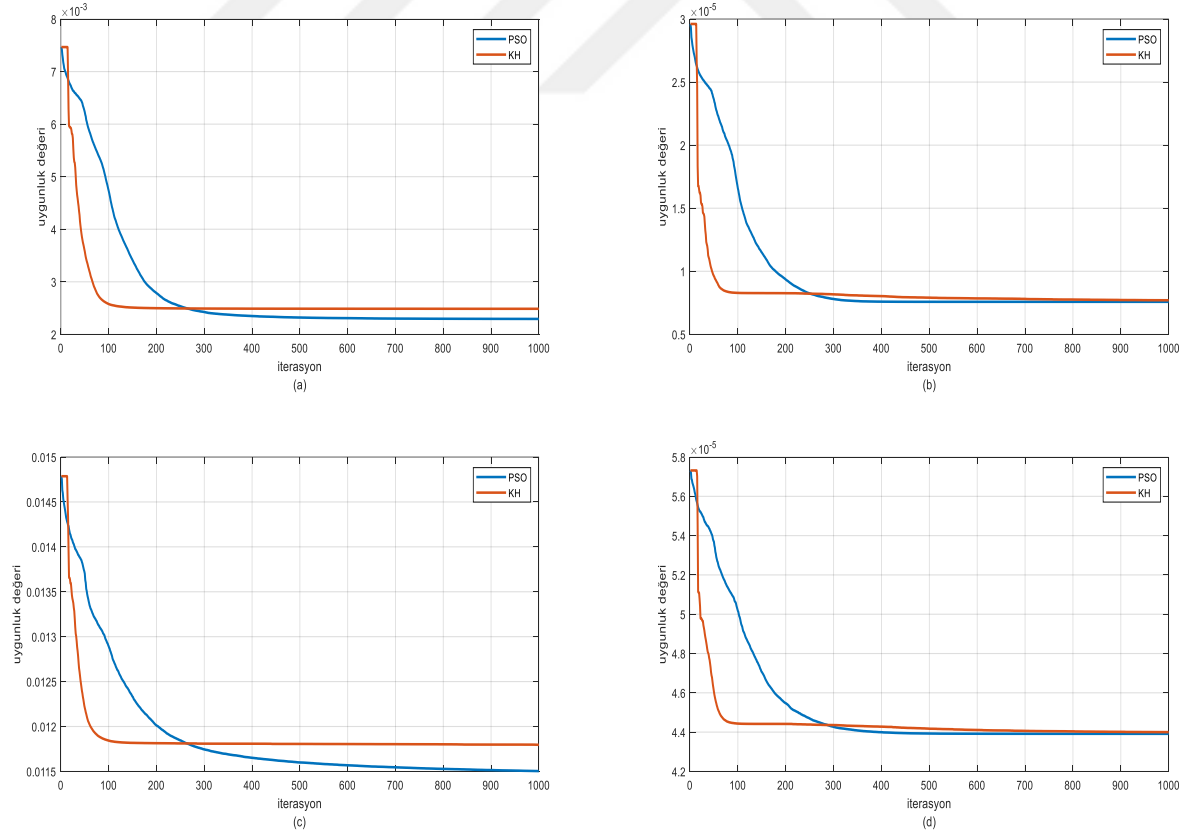 ×10-3
8
7
6
5
4
3
2
uygunluk değeri
PSO
KH
0 100 200 300 400 500 600 700 800 900 1000
iterasyon
(a)
×10-5
3
2.5
2
1.5
1
0.5
uygunluk değeri
PSO
KH
0 100 200 300 400 500 600 700 800 900 1000
iterasyon
(b)
0.015
0.0145
0.014
0.0135
0.013
0.0125
0.012
0.0115
uygunluk değeri
PSO
KH
0 100 200 300 400 500 600 700 800 900 1000
iterasyon
(c)
×10-5
5.8
5.6
5.4
5.2
5
4.8
4.6
4.4
4.2
uygunluk değeri
PSO
KH
0 100 200 300 400 500 600 700 800 900 1000
iterasyon
(d)